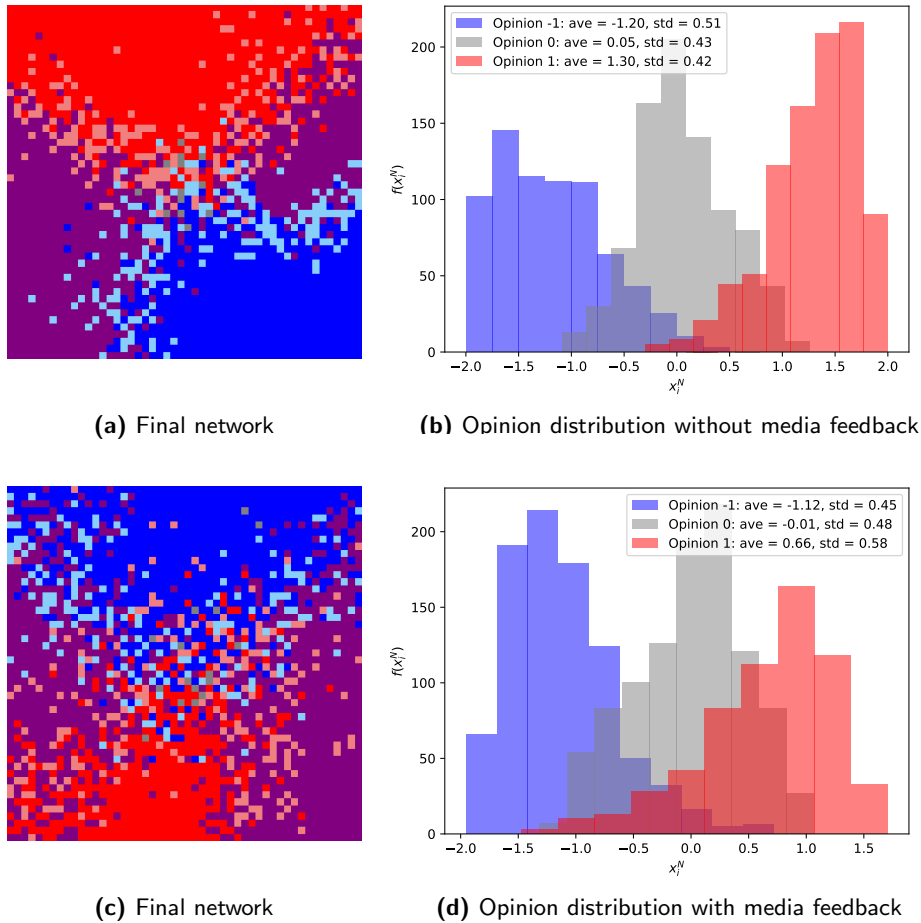 Opinion -1: ave = -1.20, std = 0.51
Opinion 0: ave = 0.05, std = 0.43
Opinion 1: ave = 1.30, std = 0.42
200
150
100
50
0
f(x_i^N)
−2.0 −1.5 −1.0 −0.5 0.0 0.5 1.0 1.5 2.0
x_i^N
(a) Final network
(b) Opinion distribution without media feedback
Opinion -1: ave = -1.12, std = 0.45
Opinion 0: ave = -0.01, std = 0.48
Opinion 1: ave = 0.66, std = 0.58
200
150
100
50
0
f(x_i^N)
−2.0 −1.5 −1.0 −0.5 0.0 0.5 1.0 1.5
x_i^N
(c) Final network
(d) Opinion distribution with media feedback